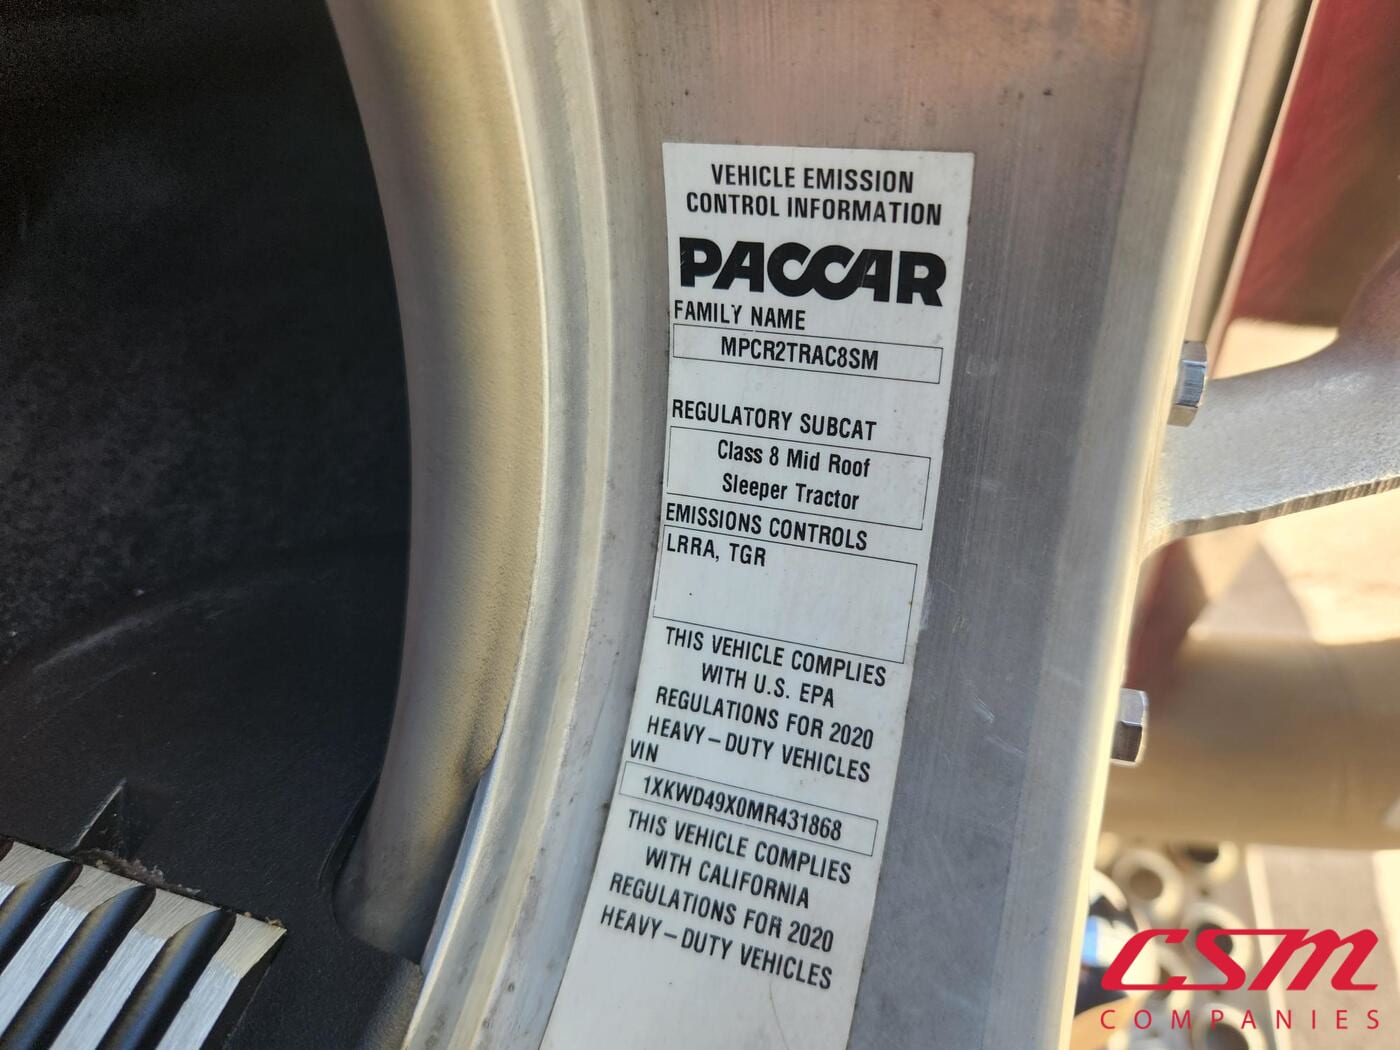 VEHICLE EMISSION
CONTROL INFORMATION
PACCAR
FAMILY NAME
MPCR2TRAC8SM
REGULATORY SUBCAT
Class 8 Mid Roof
Sleeper Tractor
EMISSIONS CONTROLS
LRRA, TGR
THIS VEHICLE COMPLIES
WITH U.S. EPA
REGULATIONS FOR 2020
HEAVY-DUTY VEHICLES
VIN
1XKWD49X0MR431868
THIS VEHICLE COMPLIES
WITH CALIFORNIA
REGULATIONS FOR 2020
HEAVY-DUTY VEHICLES
CSM
COMPANIES